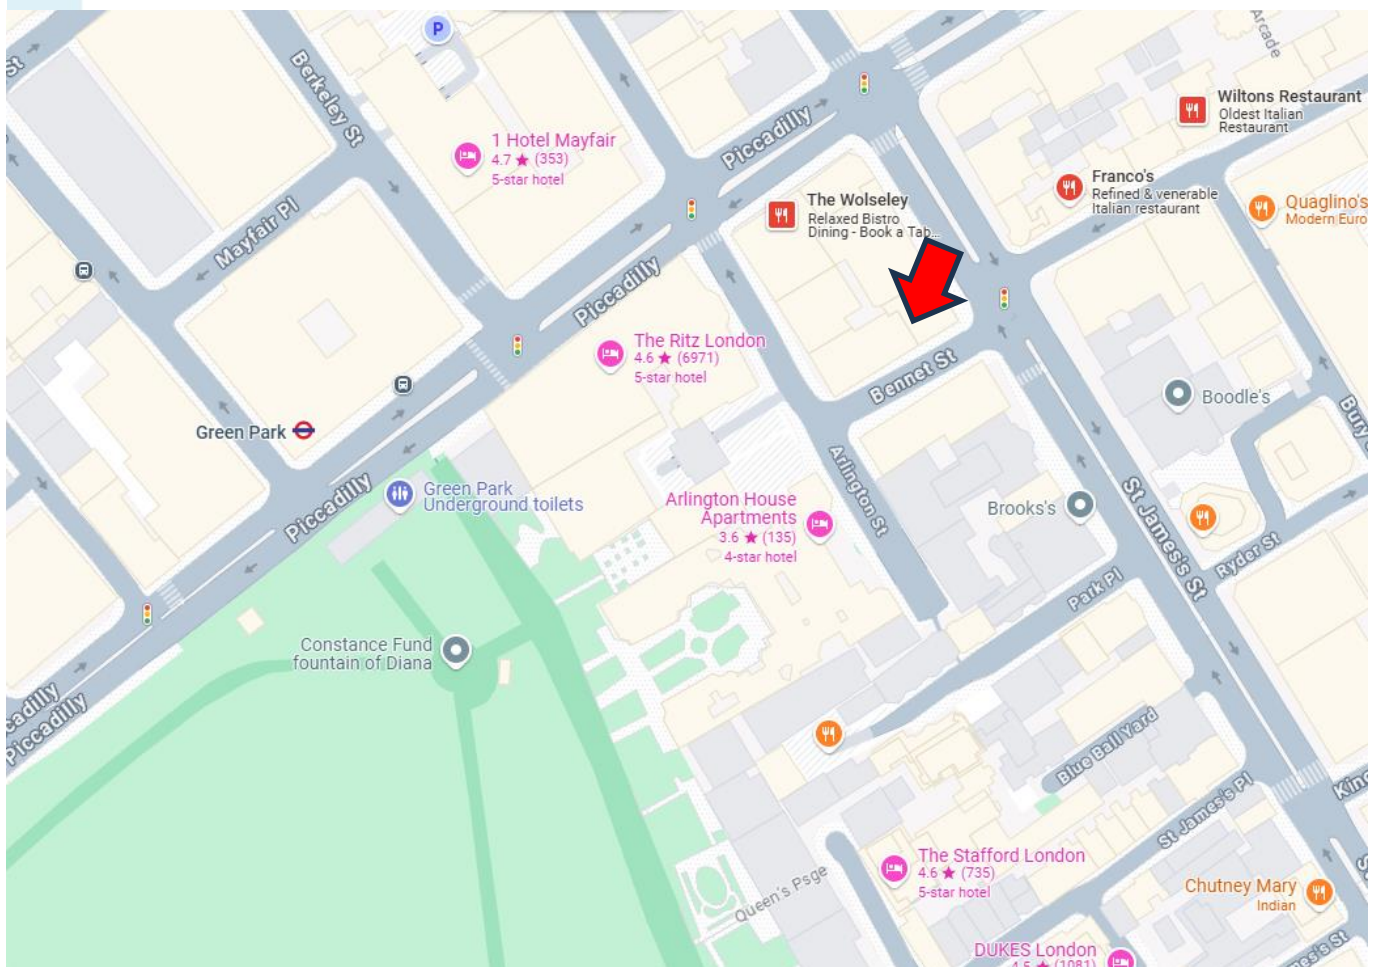 P
St
Berkeley St
Arcade
Wiltons Restaurant
Oldest Italian
Restaurant
1 Hotel Mayfair
4.7 ★ (353)
5-star hotel
Piccadilly
Franco's
Refined & venerable
Italian restaurant
The Wolseley
Relaxed Bistro
Dining - Book a Tab...
Quaglino's
Modern Euro
Mayfair Pl
Piccadilly
The Ritz London
4.6 ★ (6971)
5-star hotel
Bennet St
Boodle's
Bury
Green Park
Piccadilly
Green Park
Underground toilets
Arlington House
Apartments
3.6 ★ (135)
4-star hotel
Arlington St
Brooks's
St James's St
Ryder St
Park Pl
Constance Fund
fountain of Diana
cadilly
Piccadilly
Blue Ball Yard
St James's Pl
King
The Stafford London
4.6 ★ (735)
5-star hotel
Queen's Psge
Chutney Mary
Indian
DUKES London
4.5 ★ (1081)
mes's St